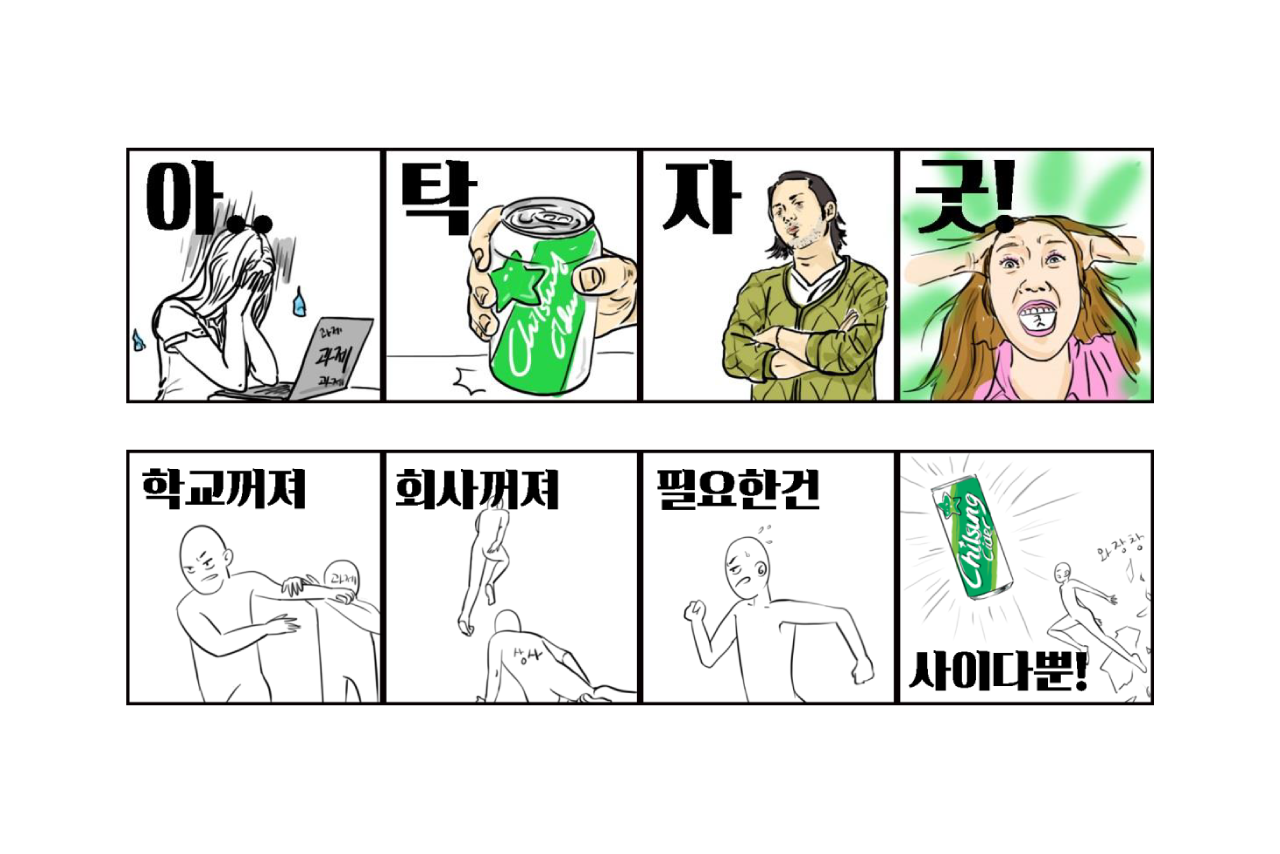 아..
과제
과제
과제
탁
Chilsung
자
굿!
굿
학교꺼져
과제
회사꺼져
상사
필요한건
Chilsung
Cider
와장창
사이다뿐!